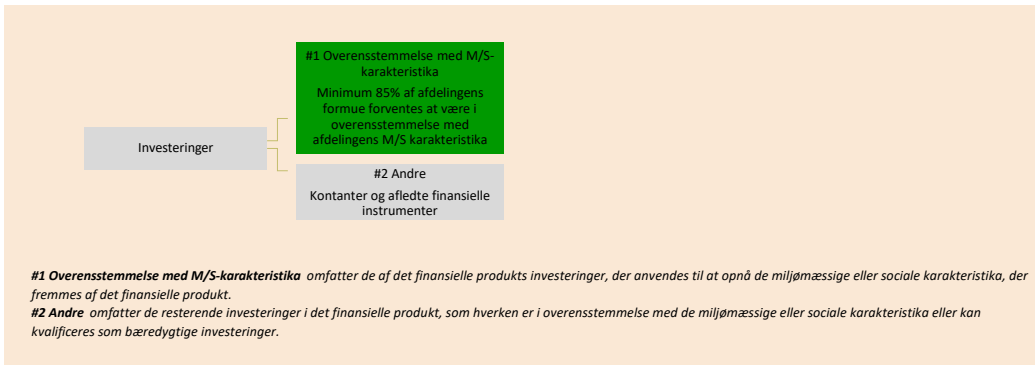 #1 Overensstemmelse med M/S-
karakteristika
Minimum 85% af afdelingens
formue forventes at være i
overensstemmelse med
afdelingens M/S karakteristika
Investeringer
#2 Andre
Kontanter og afledte finansielle
instrumenter
#1 Overensstemmelse med M/S-karakteristika omfatter de af det finansielle produkts investeringer, der anvendes til at opnå de miljømæssige eller sociale karakteristika, der
fremmes af det finansielle produkt.
#2 Andre omfatter de resterende investeringer i det finansielle produkt, som hverken er i overensstemmelse med de miljømæssige eller sociale karakteristika eller kan
kvalificeres som bæredygtige investeringer.